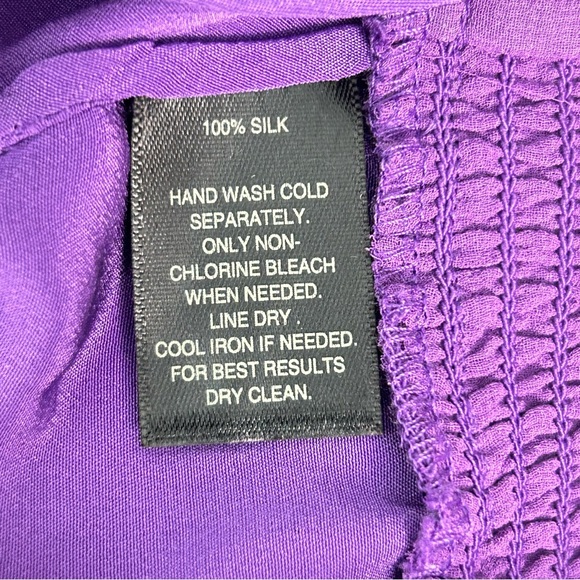 100% SILK
HAND WASH COLD
SEPARATELY.
ONLY NON-
CHLORINE BLEACH
WHEN NEEDED.
LINE DRY .
COOL IRON IF NEEDED.
FOR BEST RESULTS
DRY CLEAN.